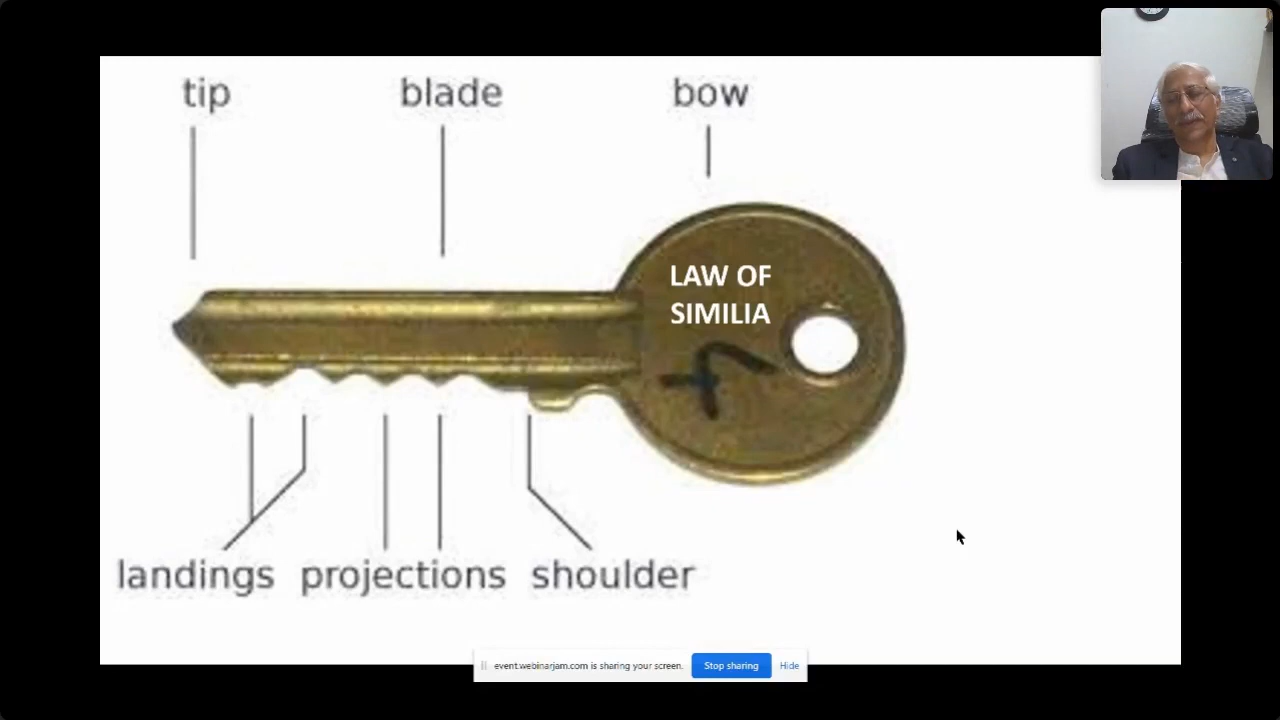 tip blade bow
LAW OF
SIMILIA
landings projections shoulder
event.webinarjam.com is sharing your screen. Stop sharing Hide